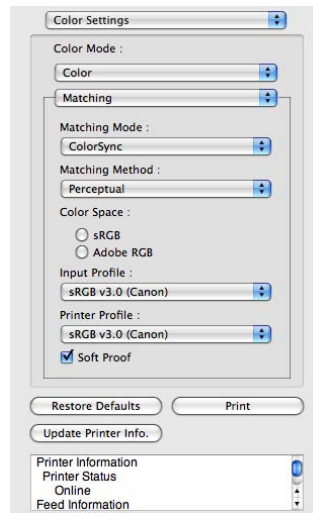 Color Settings
Color Mode :
Color
Matching
Matching Mode :
ColorSync
Matching Method :
Perceptual
Color Space :
sRGB
Adobe RGB
Input Profile :
sRGB v3.0 (Canon)
Printer Profile :
sRGB v3.0 (Canon)
Soft Proof
Restore Defaults Print
Update Printer Info.
Printer Information
Printer Status
Online
Feed Information